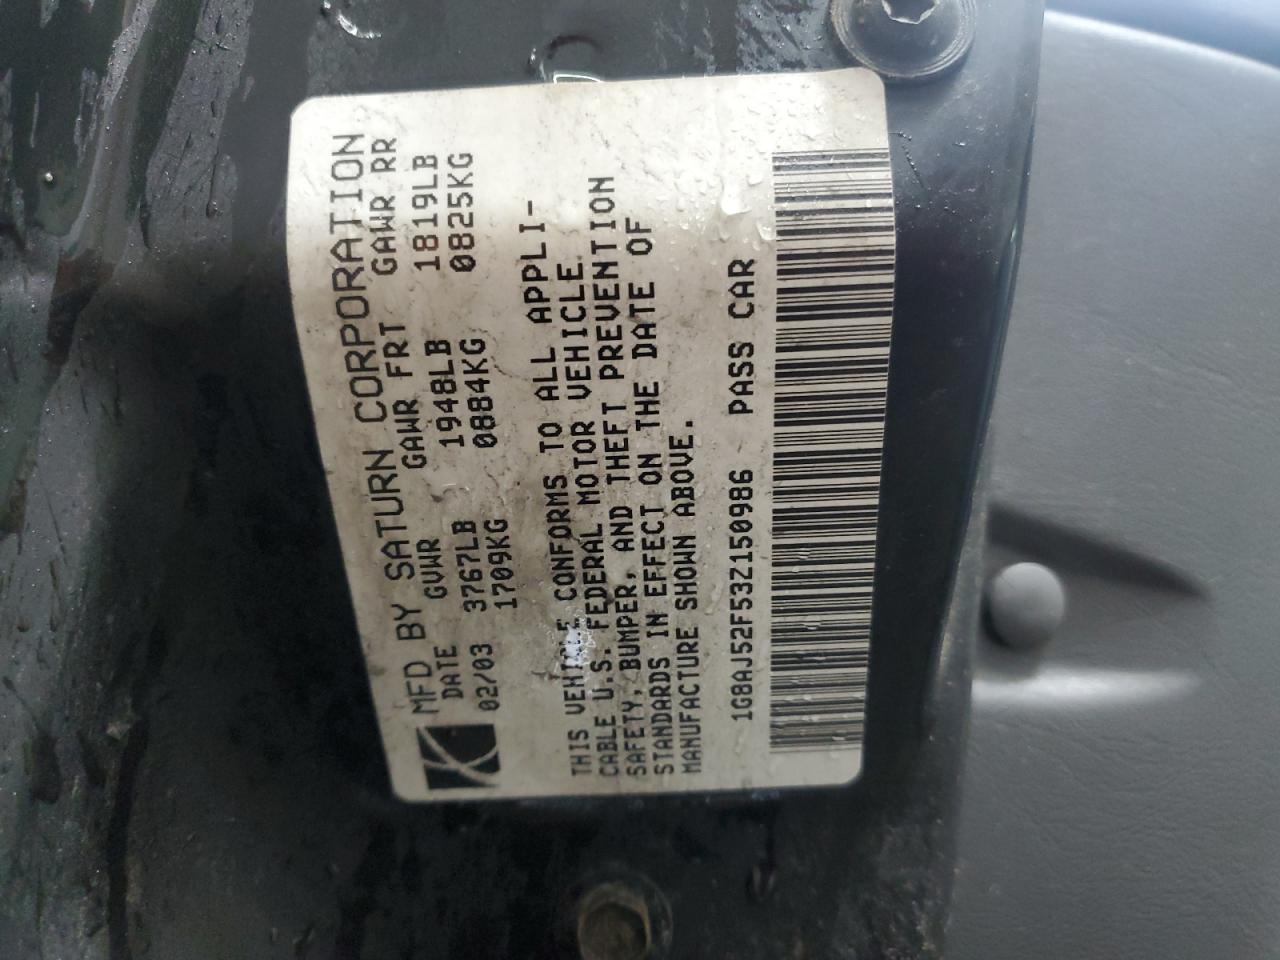 MFD BY SATURN CORPORATION
DATE GVWR GAWR FRT GAWR RR
02/03 3767LB 1948LB 1819LB
1709KG 0884KG 0825KG
THIS VEHICLE CONFORMS TO ALL APPLI-
CABLE U.S. FEDERAL MOTOR VEHICLE
SAFETY, BUMPER, AND THEFT PREVENTION
STANDARDS IN EFFECT ON THE DATE OF
MANUFACTURE SHOWN ABOVE.
1G8AJ52F53Z150986 PASS CAR